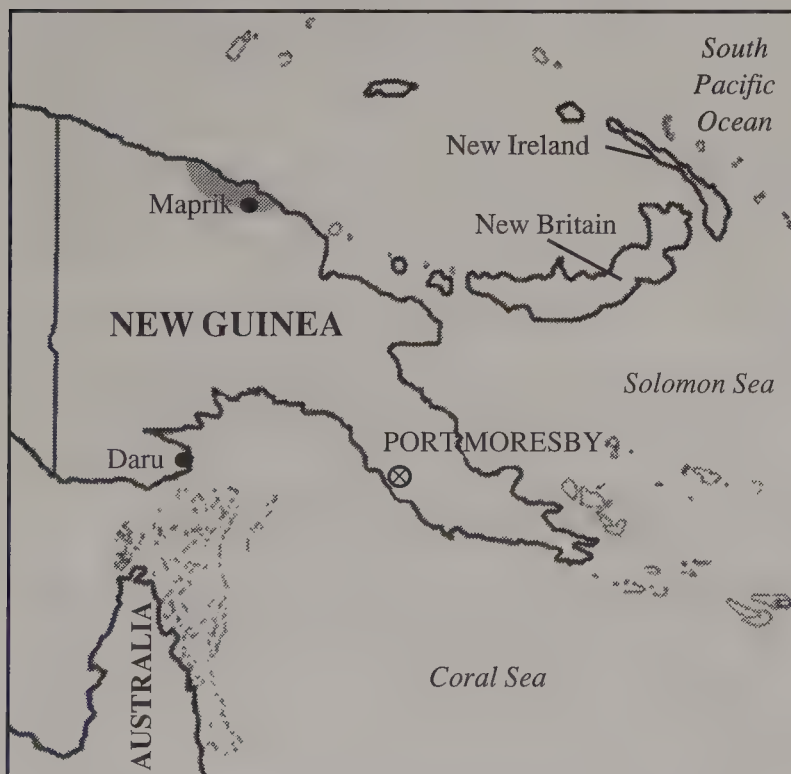 South
Pacific
Ocean
New Ireland
Maprik
New Britain
NEW GUINEA
Solomon Sea
PORT MORESBY
Daru
Coral Sea
AUSTRALIA